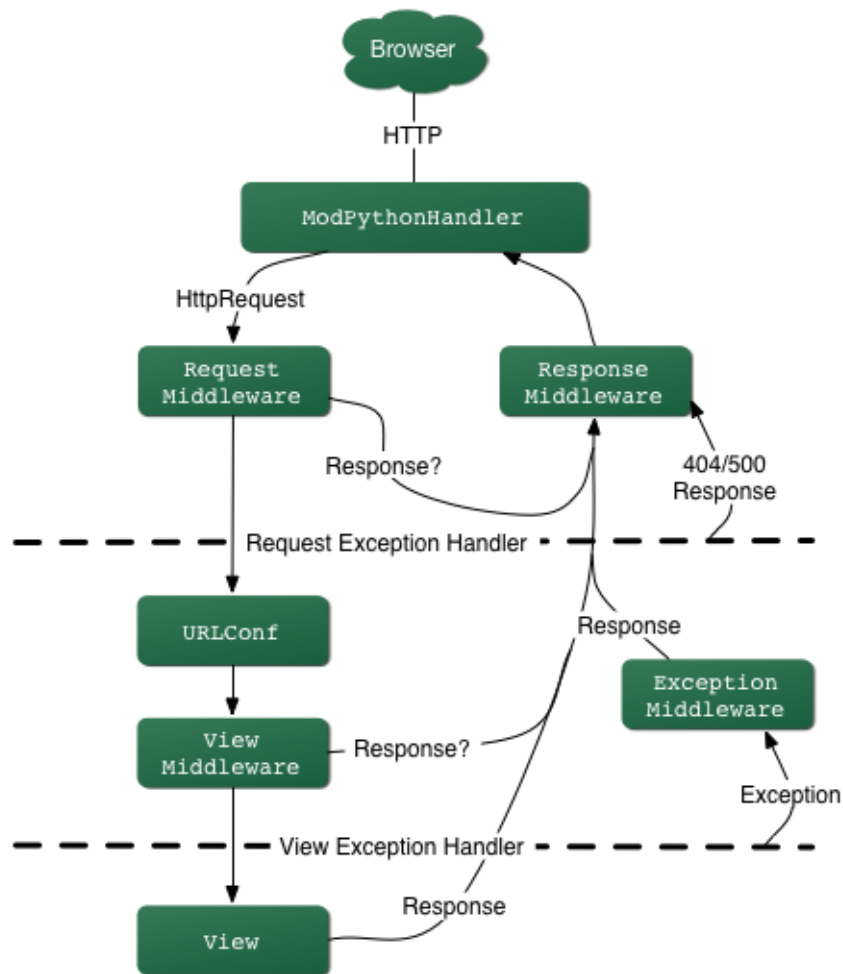 Browser
HTTP
ModPythonHandler
HttpRequest
Request
Middleware
Response
Middleware
Response?
404/500
Response
Request Exception Handler
URLConf
Response
Exception
Middleware
View
Middleware
Response?
Exception
View Exception Handler
Response
View